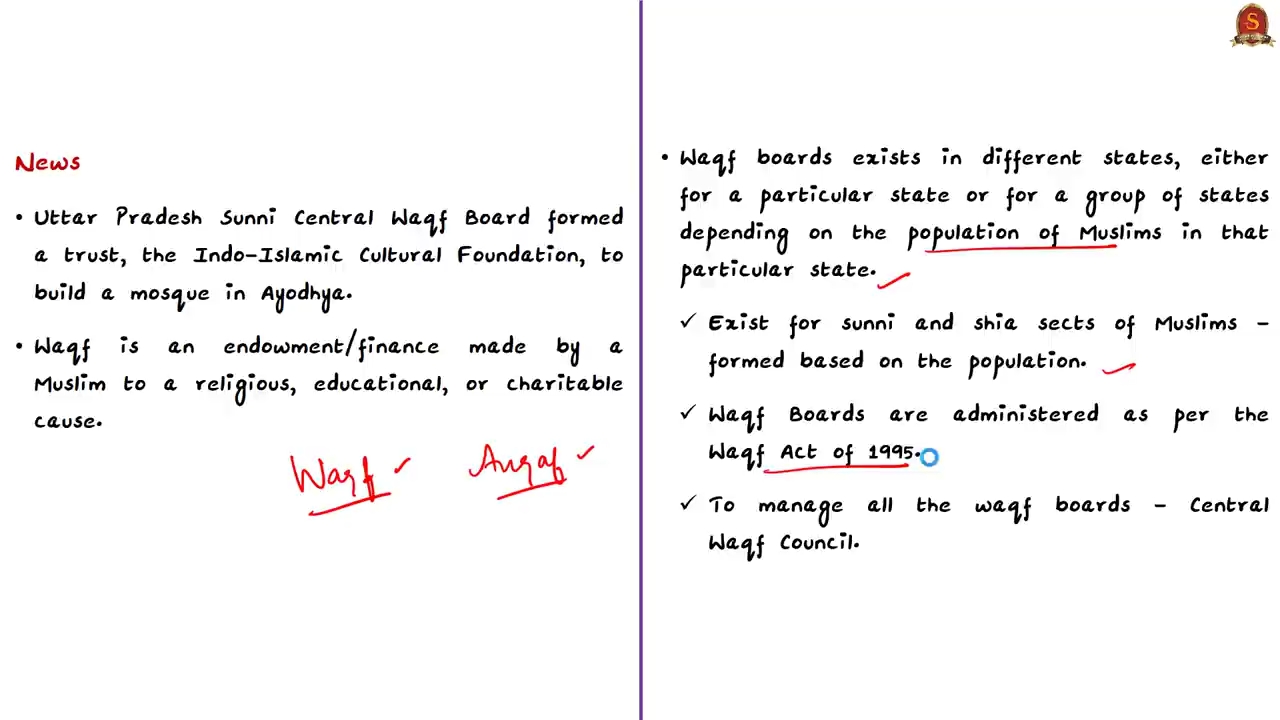 News
• Uttar Pradesh Sunni Central Waqf Board formed
a trust, the Indo-Islamic Cultural Foundation, to
build a mosque in Ayodhya.
• Waqf is an endowment/finance made by a
Muslim to a religious, educational, or charitable
cause.
Waqf ✓ Auqaf ✓
• Waqf boards exists in different states, either
for a particular state or for a group of states
depending on the population of Muslims in that
particular state.
✓ Exist for sunni and shia sects of Muslims –
formed based on the population.
✓ Waqf Boards are administered as per the
Waqf Act of 1995.
✓ To manage all the waqf boards – Central
Waqf Council.
S